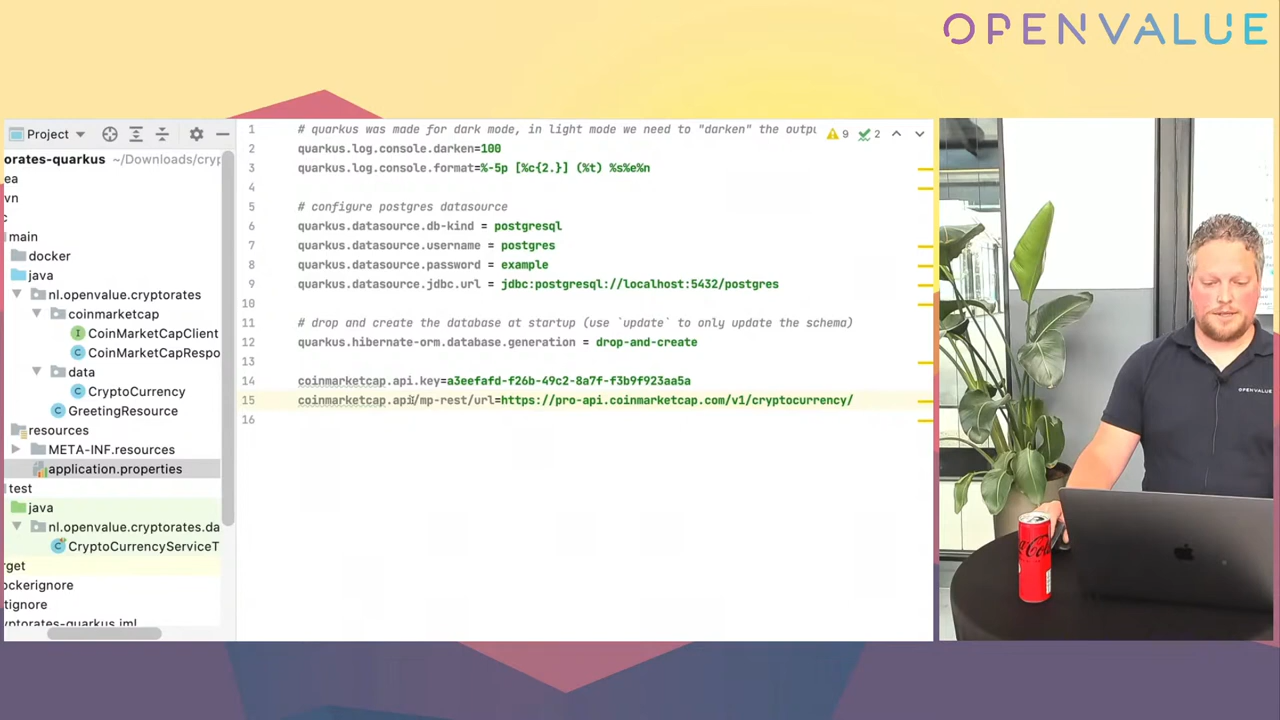 OPENVALUE
Project
orates-quarkus ~/Downloads/cryp
ea
vn
c
main
docker
java
nl.openvalue.cryptorates
coinmarketcap
CoinMarketCapClient
CoinMarketCapRespo
data
CryptoCurrency
GreetingResource
resources
META-INF.resources
application.properties
test
java
nl.openvalue.cryptorates.da
CryptoCurrencyServiceT
rget
ockerignore
itignore
yptorates-quarkus.iml
9 2
1 # quarkus was made for dark mode, in light mode we need to "darken" the outpu
2 quarkus.log.console.darken=100
3 quarkus.log.console.format=%-5p [%c{2.}] (%t) %s%e%n
4
5 # configure postgres datasource
6 quarkus.datasource.db-kind = postgresql
7 quarkus.datasource.username = postgres
8 quarkus.datasource.password = example
9 quarkus.datasource.jdbc.url = jdbc:postgresql://localhost:5432/postgres
10
11 # drop and create the database at startup (use `update` to only update the schema)
12 quarkus.hibernate-orm.database.generation = drop-and-create
13
14 coinmarketcap.api.key=a3eefafd-f26b-49c2-8a7f-f3b9f923aa5a
15 coinmarketcap.api/mp-rest/url=https://pro-api.coinmarketcap.com/v1/cryptocurrency/
16
OPENVALUE
Coca-Cola